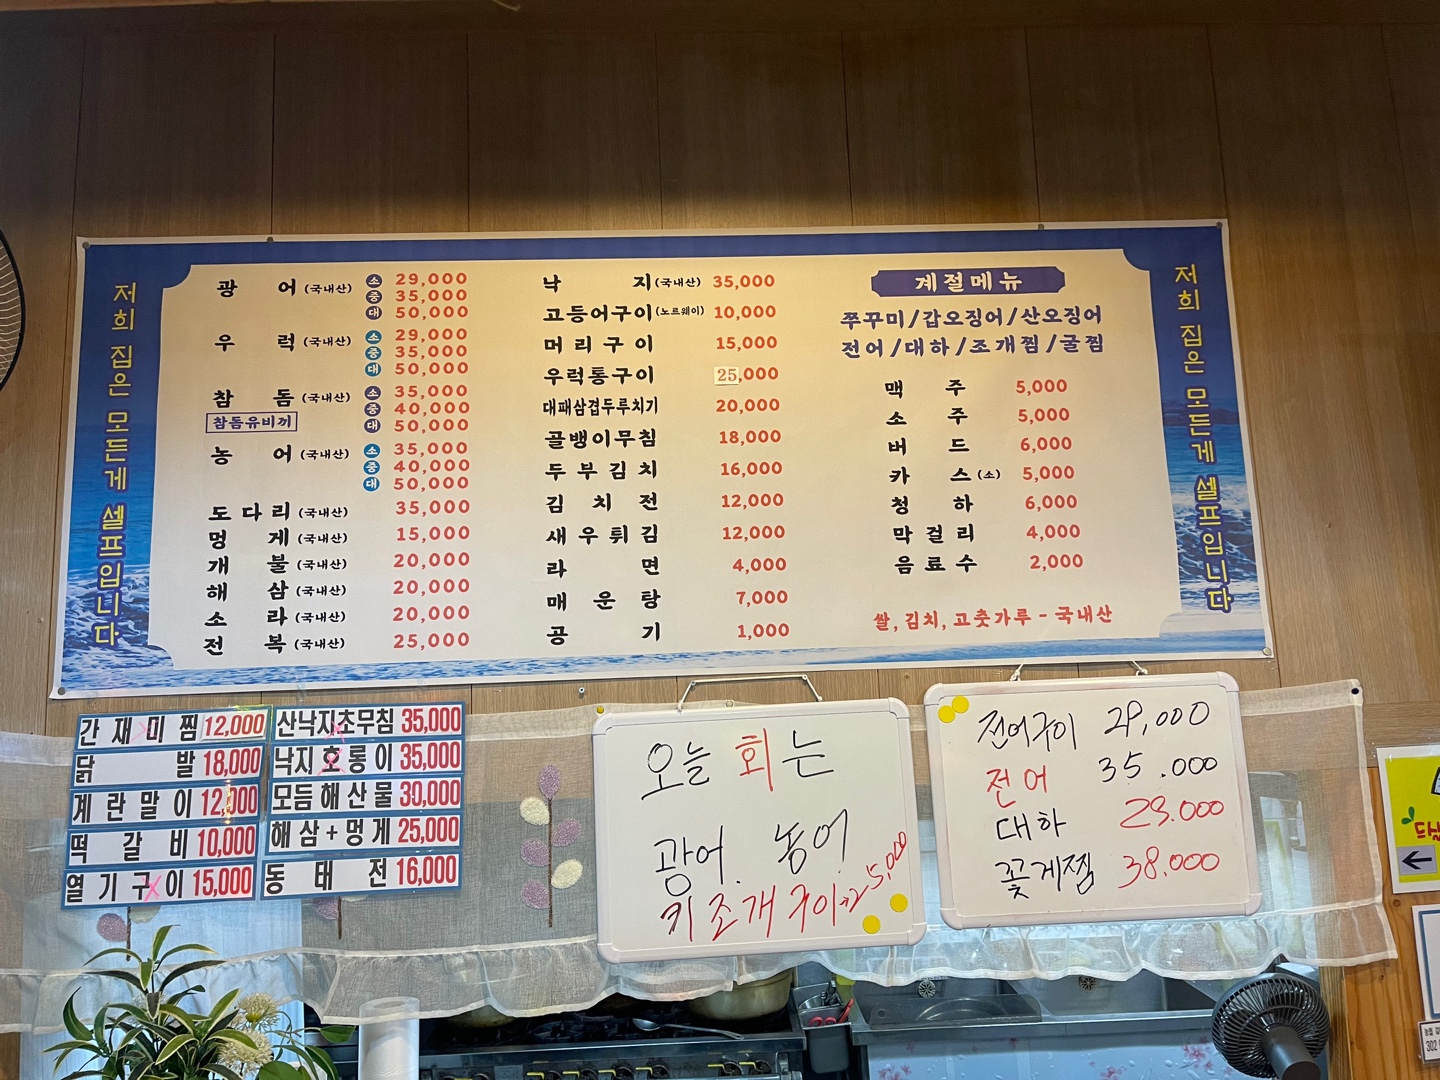 저희 집은 모든게 셀프입니다
광어 (국내산) 소 29,000
중 35,000
대 50,000
우럭 (국내산) 소 29,000
중 35,000
대 50,000
참돔 (국내산) 소 35,000
참돔유비끼 중 40,000
대 50,000
농어 (국내산) 소 35,000
중 40,000
대 50,000
도다리 (국내산) 35,000
멍게 (국내산) 15,000
개불 (국내산) 20,000
해삼 (국내산) 20,000
소라 (국내산) 20,000
전복 (국내산) 25,000
낙지 (국내산) 35,000
고등어구이 (노르웨이) 10,000
머리구이 15,000
우럭통구이 25,000
대패삼겹두루치기 20,000
골뱅이무침 18,000
두부김치 16,000
김치전 12,000
새우튀김 12,000
라면 4,000
매운탕 7,000
공기 1,000
계절메뉴
쭈꾸미/갑오징어/산오징어
전어/대하/조개찜/굴찜
맥주 5,000
소주 5,000
버드 6,000
카스 (소) 5,000
청하 6,000
막걸리 4,000
음료수 2,000
쌀, 김치, 고춧가루 - 국내산
저희 집은 모든게 셀프입니다
간재미찜 12,000
닭발 18,000
계란말이 12,000
떡갈비 10,000
열기구이 15,000
산낙지초무침 35,000
낙지호롱이 35,000
모듬해산물 30,000
해삼+멍게 25,000
동태전 16,000
오늘 회는
광어. 농어.
키조개구이 25,000
전어구이 29,000
전어 35.000
대하 23.000
꽃게찜 38.000
302